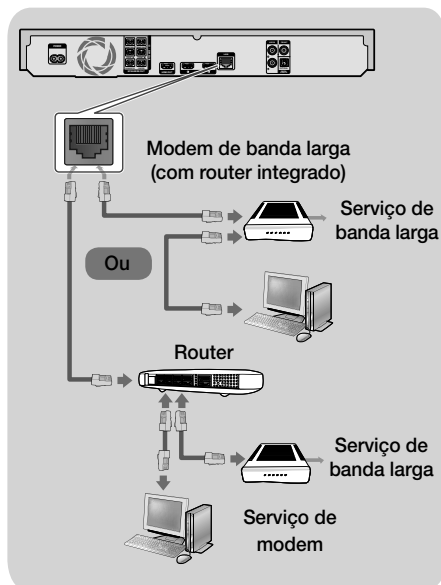 Modem de banda larga
(com router integrado)
Serviço de
banda larga
Ou
Router
Serviço de
banda larga
Serviço de
modem